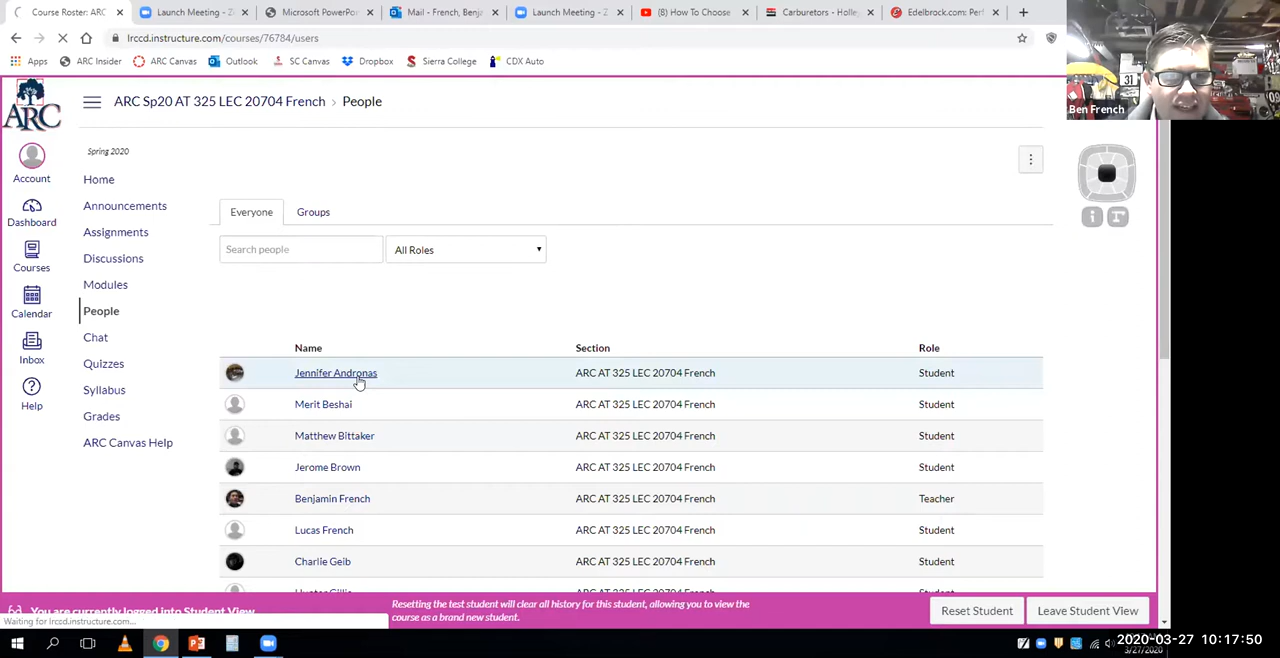 Course Roster: ARC
Launch Meeting - Z
Microsoft PowerPo
Mail - French, Benja
Launch Meeting - Z
(8) How To Choose
Carburetors - Holley
Edelbrock.com: Perf
lrccd.instructure.com/courses/76784/users
Apps
ARC Insider
ARC Canvas
Outlook
SC Canvas
Dropbox
Sierra College
CDX Auto
31
Ben French
ARC
ARC Sp20 AT 325 LEC 20704 French > People
Account
Dashboard
Courses
Calendar
Inbox
Help
Spring 2020
Home
Announcements
Assignments
Discussions
Modules
People
Chat
Quizzes
Syllabus
Grades
ARC Canvas Help
Everyone
Groups
Search people
All Roles
Name Section Role
Jennifer Andronas ARC AT 325 LEC 20704 French Student
Merit Beshai ARC AT 325 LEC 20704 French Student
Matthew Bittaker ARC AT 325 LEC 20704 French Student
Jerome Brown ARC AT 325 LEC 20704 French Student
Benjamin French ARC AT 325 LEC 20704 French Teacher
Lucas French ARC AT 325 LEC 20704 French Student
Charlie Geib ARC AT 325 LEC 20704 French Student
You are currently logged into Student View
Resetting the test student will clear all history for this student, allowing you to view the
course as a brand new student.
Reset Student
Leave Student View
Waiting for lrccd.instructure.com...
2020-03-27 10:17:50
3/27/2020